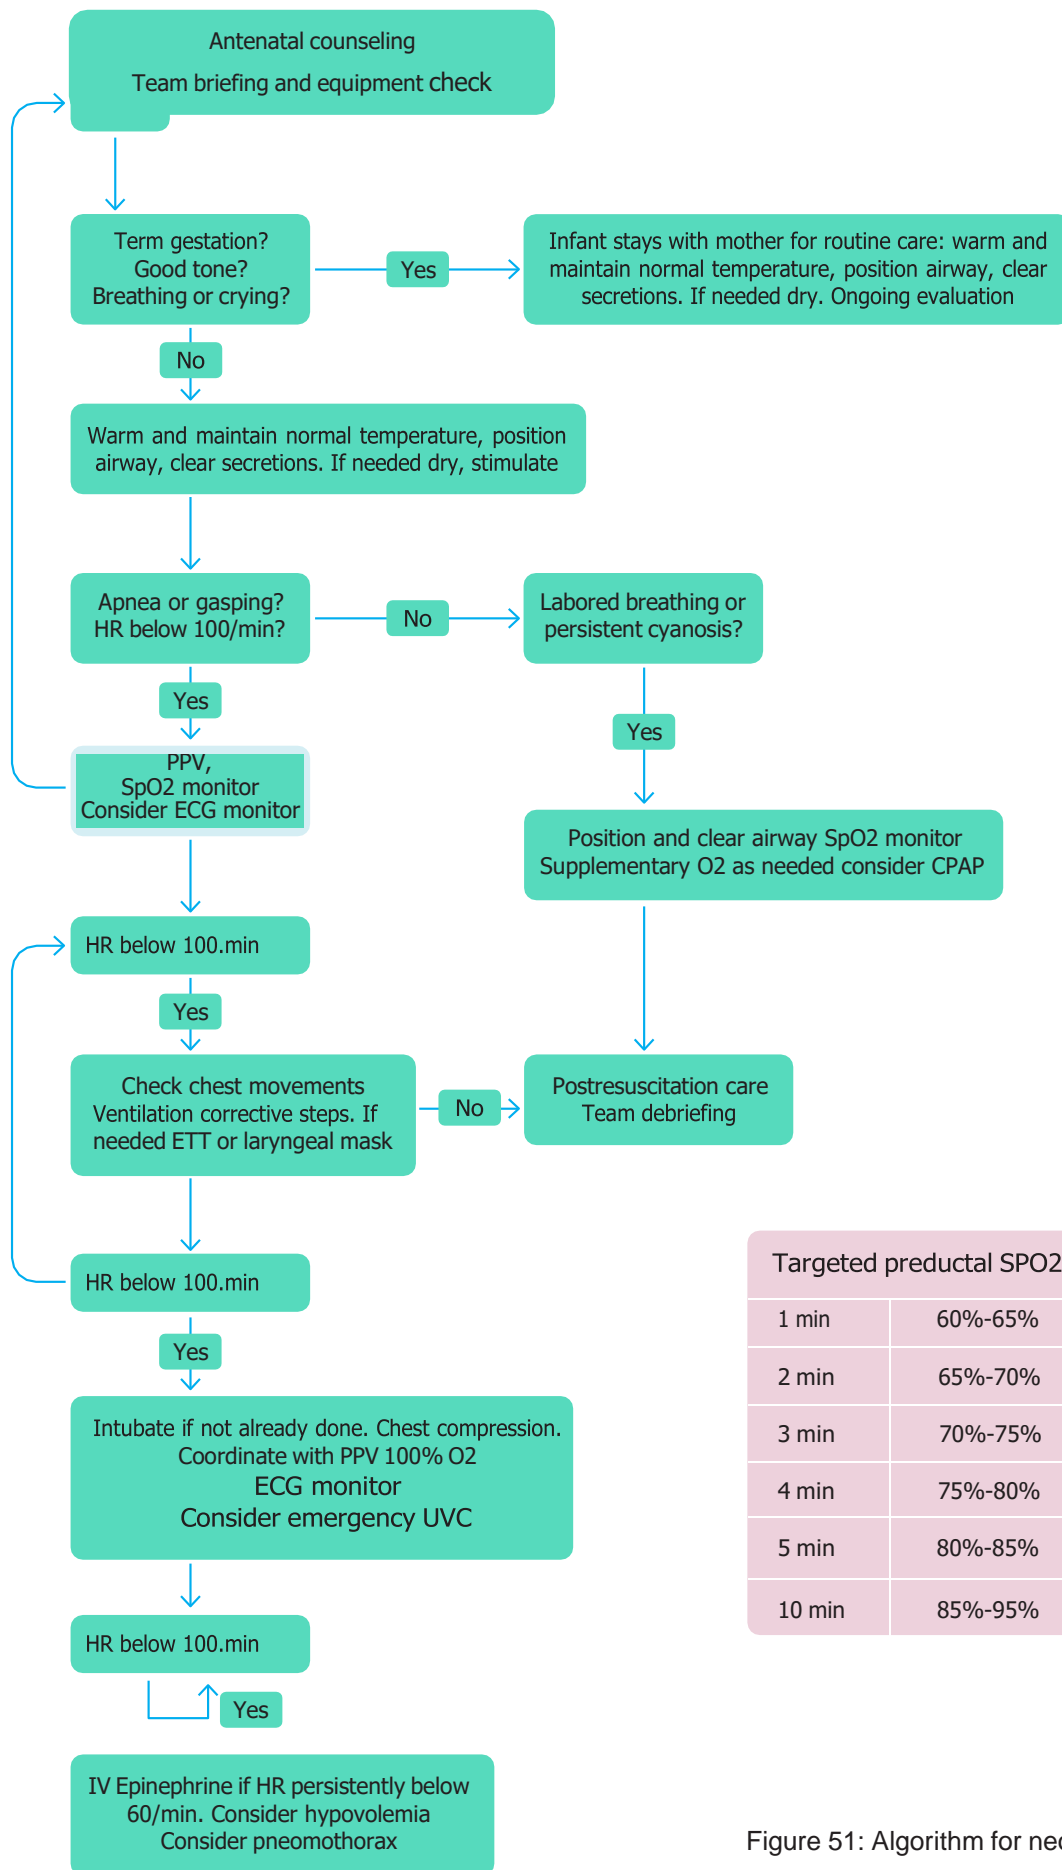 Antenatal counseling
Team briefing and equipment check
Term gestation?
Good tone?
Breathing or crying?
Yes
Infant stays with mother for routine care: warm and
maintain normal temperature, position airway, clear
secretions. If needed dry. Ongoing evaluation
No
Warm and maintain normal temperature, position
airway, clear secretions. If needed dry, stimulate
Apnea or gasping?
HR below 100/min?
No
Labored breathing or
persistent cyanosis?
Yes
Yes
PPV,
SpO2 monitor
Consider ECG monitor
Position and clear airway SpO2 monitor
Supplementary O2 as needed consider CPAP
HR below 100.min
Yes
Check chest movements
Ventilation corrective steps. If
needed ETT or laryngeal mask
No
Postresuscitation care
Team debriefing
HR below 100.min
Yes
Intubate if not already done. Chest compression.
Coordinate with PPV 100% O2
ECG monitor
Consider emergency UVC
HR below 100.min
Yes
IV Epinephrine if HR persistently below
60/min. Consider hypovolemia
Consider pneomothorax
Targeted preductal SPO2
1 min 60%-65%
2 min 65%-70%
3 min 70%-75%
4 min 75%-80%
5 min 80%-85%
10 min 85%-95%
Figure 51: Algorithm for